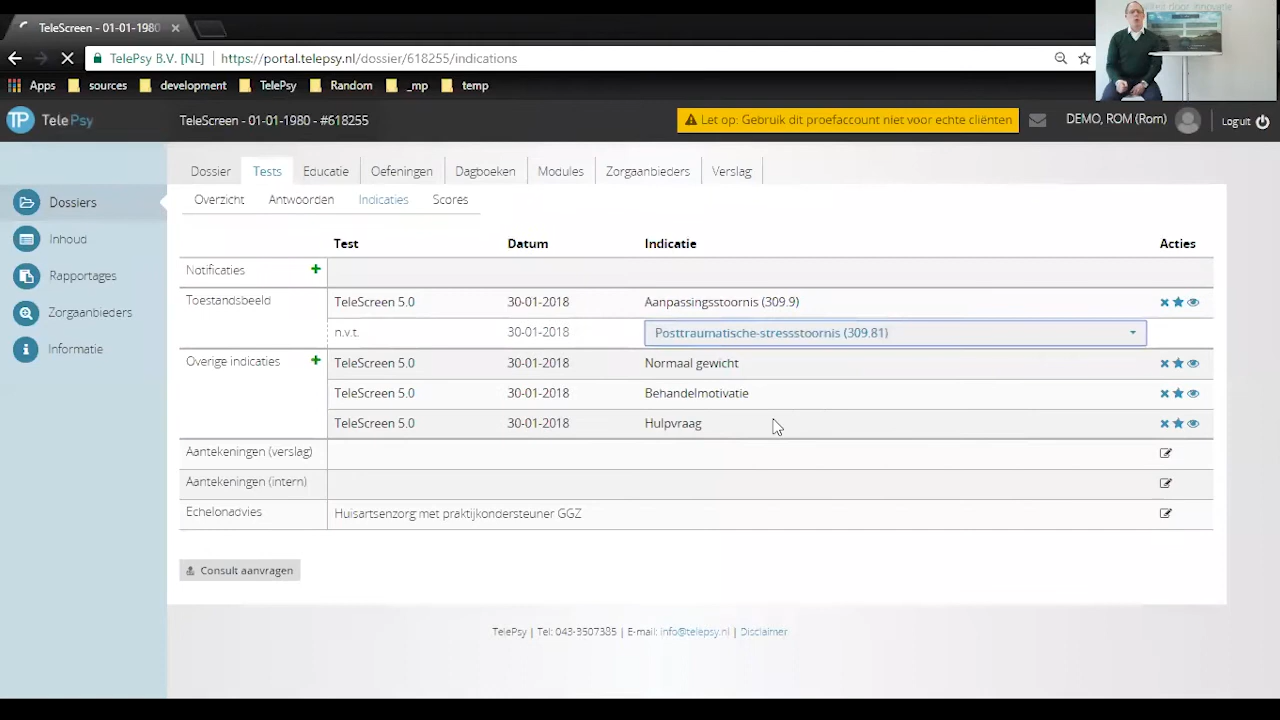 TeleScreen - 01-01-1980
TelePsy B.V. [NL] https://portal.telepsy.nl/dossier/618255/indications
Apps sources development TelePsy Random _mp temp
TP TelePsy TeleScreen - 01-01-1980 - #618255 Let op: Gebruik dit proefaccount niet voor echte cliënten DEMO, ROM (Rom) Log uit
Dossiers
Inhoud
Rapportages
Zorgaanbieders
Informatie
Dossier Tests Educatie Oefeningen Dagboeken Modules Zorgaanbieders Verslag
Overzicht Antwoorden Indicaties Scores
Test Datum Indicatie Acties
Notificaties
Toestandsbeeld TeleScreen 5.0 30-01-2018 Aanpassingsstoornis (309.9)
n.v.t. 30-01-2018 Posttraumatische-stressstoornis (309.81)
Overige indicaties TeleScreen 5.0 30-01-2018 Normaal gewicht
TeleScreen 5.0 30-01-2018 Behandelmotivatie
TeleScreen 5.0 30-01-2018 Hulpvraag
Aantekeningen (verslag)
Aantekeningen (intern)
Echelonadvies Huisartsenzorg met praktijkondersteuner GGZ
Consult aanvragen
TelePsy | Tel: 043-3507385 | E-mail: info@telepsy.nl | Disclaimer